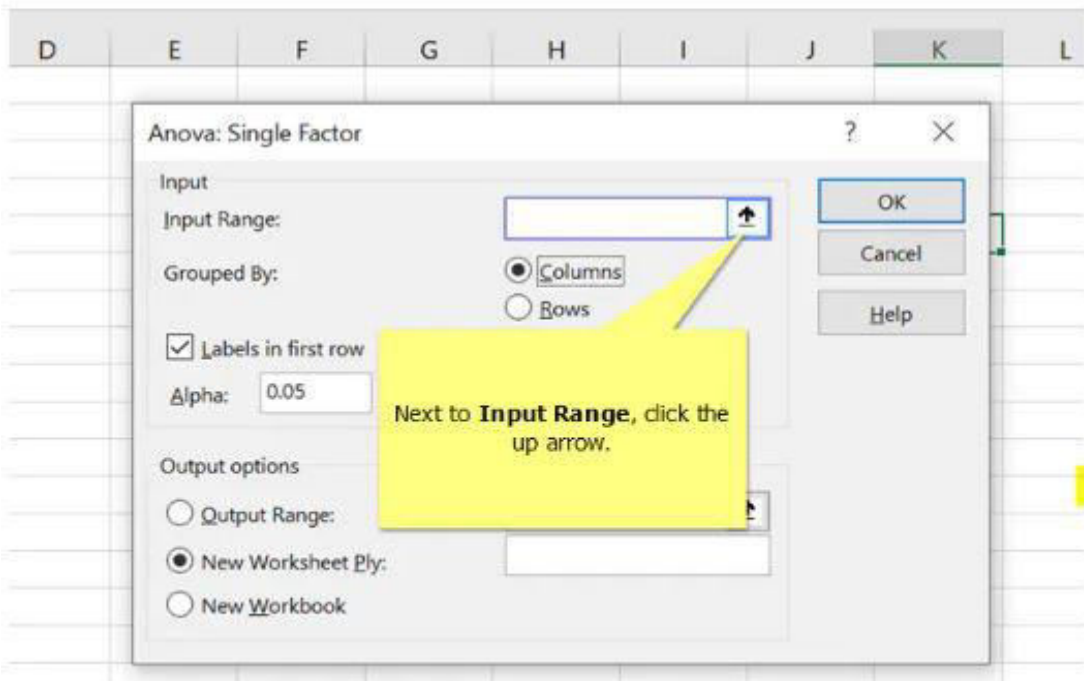 D E F G H I J K L
Anova: Single Factor ?
Input
Input Range:
OK
Grouped By:
Columns
Cancel
Rows
Help
Labels in first row
Alpha: 0.05
Next to Input Range, click the
up arrow.
Output options
Output Range:
New Worksheet Ply:
New Workbook